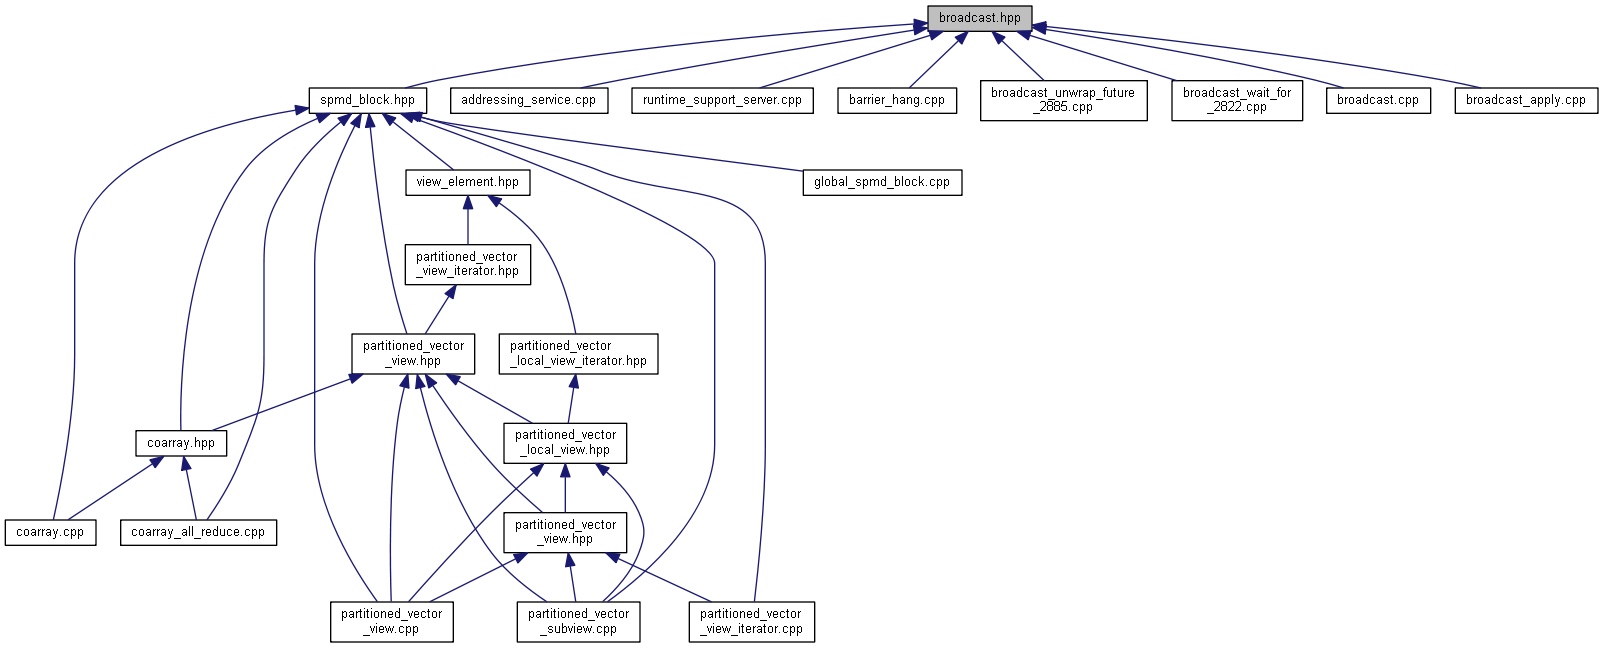 broadcast.hpp
spmd_block.hpp
addressing_service.cpp
runtime_support_server.cpp
barrier_hang.cpp
broadcast_unwrap_future
_2885.cpp
broadcast_wait_for
_2822.cpp
broadcast.cpp
broadcast_apply.cpp
view_element.hpp
global_spmd_block.cpp
partitioned_vector
_view_iterator.hpp
partitioned_vector
_view.hpp
partitioned_vector
_local_view_iterator.hpp
coarray.hpp
partitioned_vector
_local_view.hpp
coarray.cpp
coarray_all_reduce.cpp
partitioned_vector
_view.hpp
partitioned_vector
_view.cpp
partitioned_vector
_subview.cpp
partitioned_vector
_view_iterator.cpp